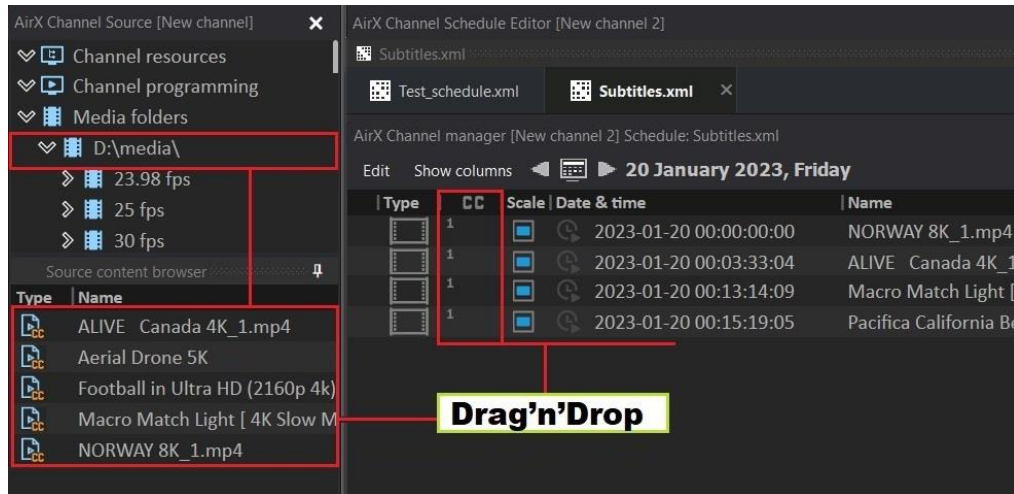 AirX Channel Source [New channel]
Channel resources
Channel programming
Media folders
D:\media\
23.98 fps
25 fps
30 fps
Source content browser
Type Name
ALIVE Canada 4K_1.mp4
Aerial Drone 5K
Football in Ultra HD (2160p 4k)
Macro Match Light [ 4K Slow M
NORWAY 8K_1.mp4
AirX Channel Schedule Editor [New channel 2]
Subtitles.xml
Test_schedule.xml Subtitles.xml
AirX Channel manager [New channel 2] Schedule: Subtitles.xml
Edit Show columns 20 January 2023, Friday
Type CC Scale Date & time Name
1 2023-01-20 00:00:00:00 NORWAY 8K_1.mp4
1 2023-01-20 00:03:33:04 ALIVE Canada 4K_1
1 2023-01-20 00:13:14:09 Macro Match Light [
1 2023-01-20 00:15:19:05 Pacifica California Be
Drag’n’Drop